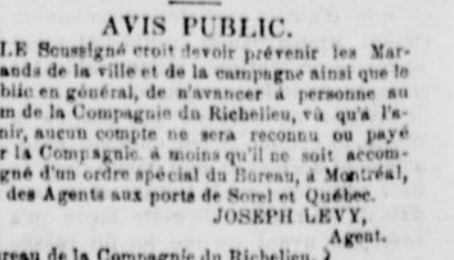 AVIS PUBLIC.
LE Soussigné croit devoir prévenir les Mar-
ands de la ville et de la campagne ainsi que le
blic en général, de n'avancer à personne au
m de la Compagnie du Richelieu, vû qu'à l'a-
nir, aucun compte ne sera reconnu ou payé
r la Compagnie. à moins qu'il ne soit accom-
gné d'un ordre spécial du Bureau, à Montréal,
des Agents aux ports de Sorel et Québec.
JOSEPH LEVY,
Agent.
ureau de la Compagnie du Richelieu.